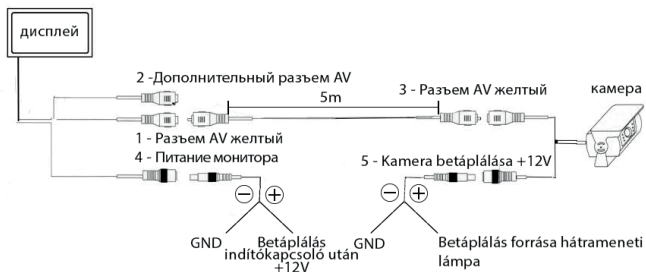 дисплей
2 -Дополнительный разъем AV
5m
3 - Разъем AV желтый
камера
1 - Разъем AV желтый
4 - Питание монитора
5 - Kamera betáplálása +12V
GND
Betáplálás
indítókapcsoló után
+12V
GND
Betáplálás forrása hátrameneti
lámpa